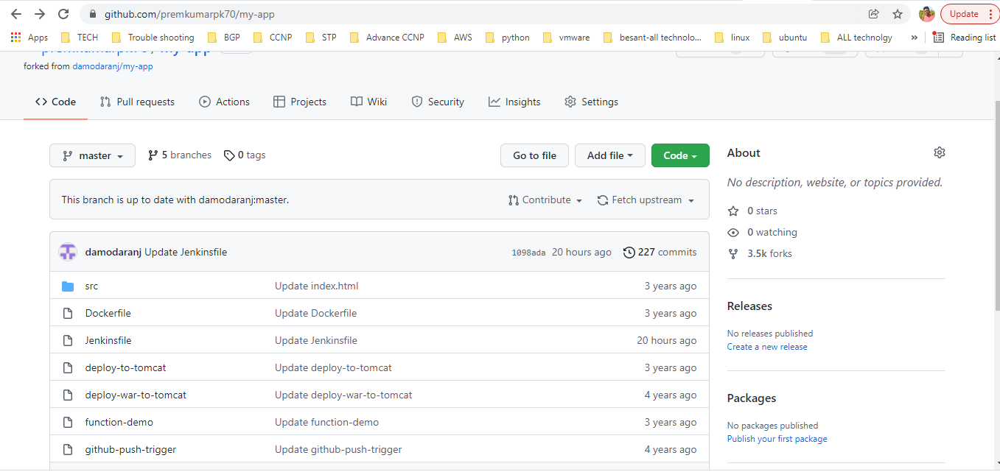 github.com/premkumarpk70/my-app Update
Apps TECH Trouble shooting BGP CCNP STP Advance CCNP AWS python vmware besant-all technolo... linux ubuntu ALL technolgy » Reading list
premkumarpk70 / my-app
forked from damodaranj/my-app
<> Code Pull requests Actions Projects Wiki Security Insights Settings
master 5 branches 0 tags Go to file Add file Code
This branch is up to date with damodaranj:master. Contribute Fetch upstream
damodaranj Update Jenkinsfile 1098ada 20 hours ago 227 commits
src Update index.html 3 years ago
Dockerfile Update Dockerfile 3 years ago
Jenkinsfile Update Jenkinsfile 20 hours ago
deploy-to-tomcat Update deploy-to-tomcat 3 years ago
deploy-war-to-tomcat Update deploy-war-to-tomcat 4 years ago
function-demo Update function-demo 3 years ago
github-push-trigger Update github-push-trigger 4 years ago
About
No description, website, or topics provided.
0 stars
0 watching
3.5k forks
Releases
No releases published
Create a new release
Packages
No packages published
Publish your first package